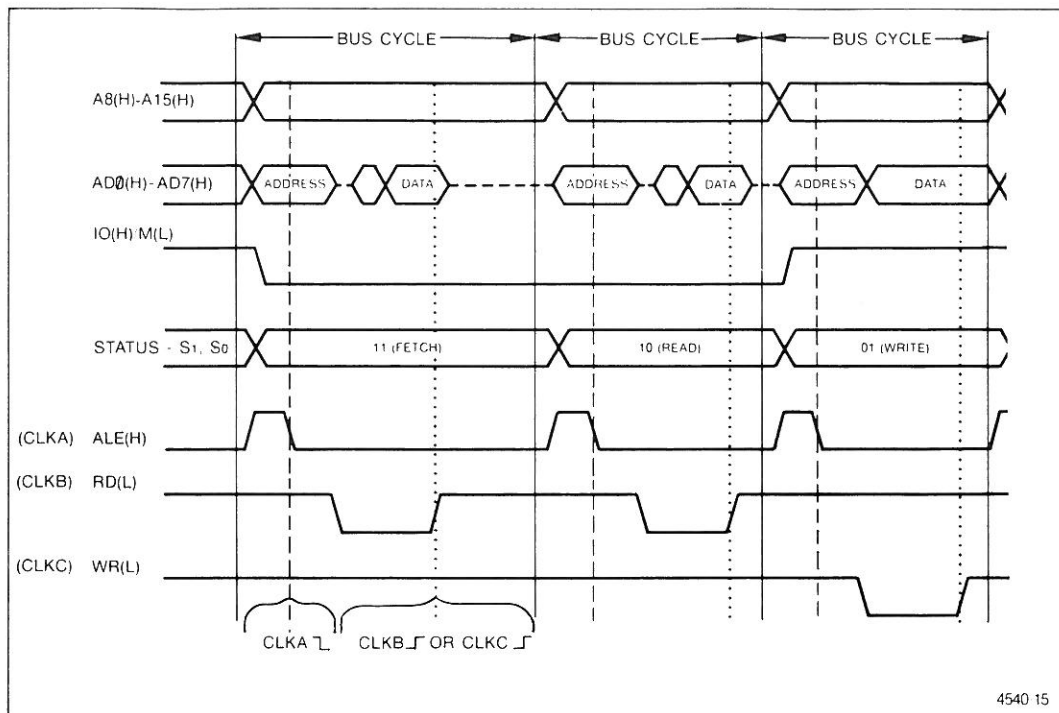 BUS CYCLE BUS CYCLE BUS CYCLE
A8(H)-A15(H)
AD0(H)-AD7(H) ADDRESS DATA ADDRESS DATA ADDRESS DATA
IO(H)/M(L)
STATUS - S1, S0 11 (FETCH) 10 (READ) 01 (WRITE)
(CLKA) ALE(H)
(CLKB) RD(L)
(CLKC) WR(L)
CLKA CLKB OR CLKC
4540-15